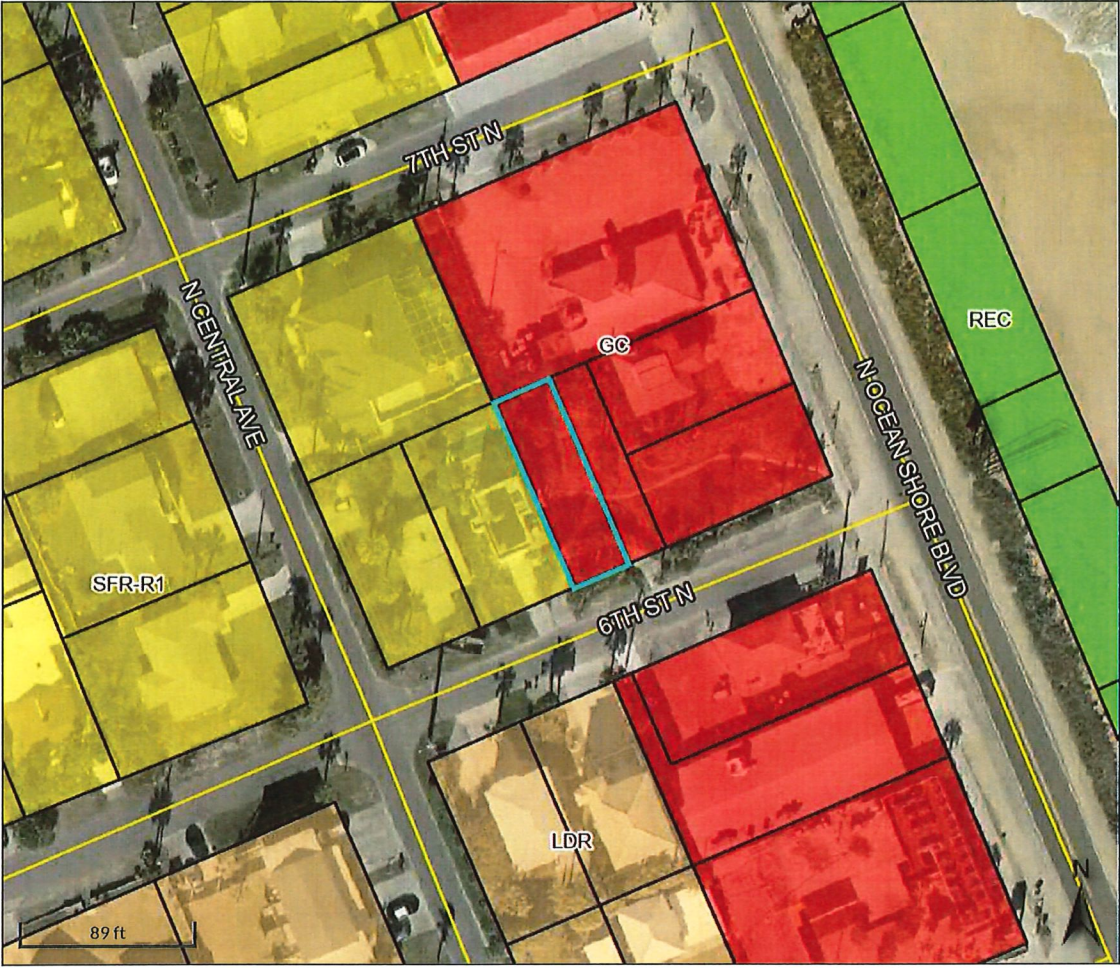 7TH ST N
N CENTRAL AVE
GC
REC
N OCEAN SHORE BLVD
SFR-R1
6TH ST N
LDR
N
89 ft